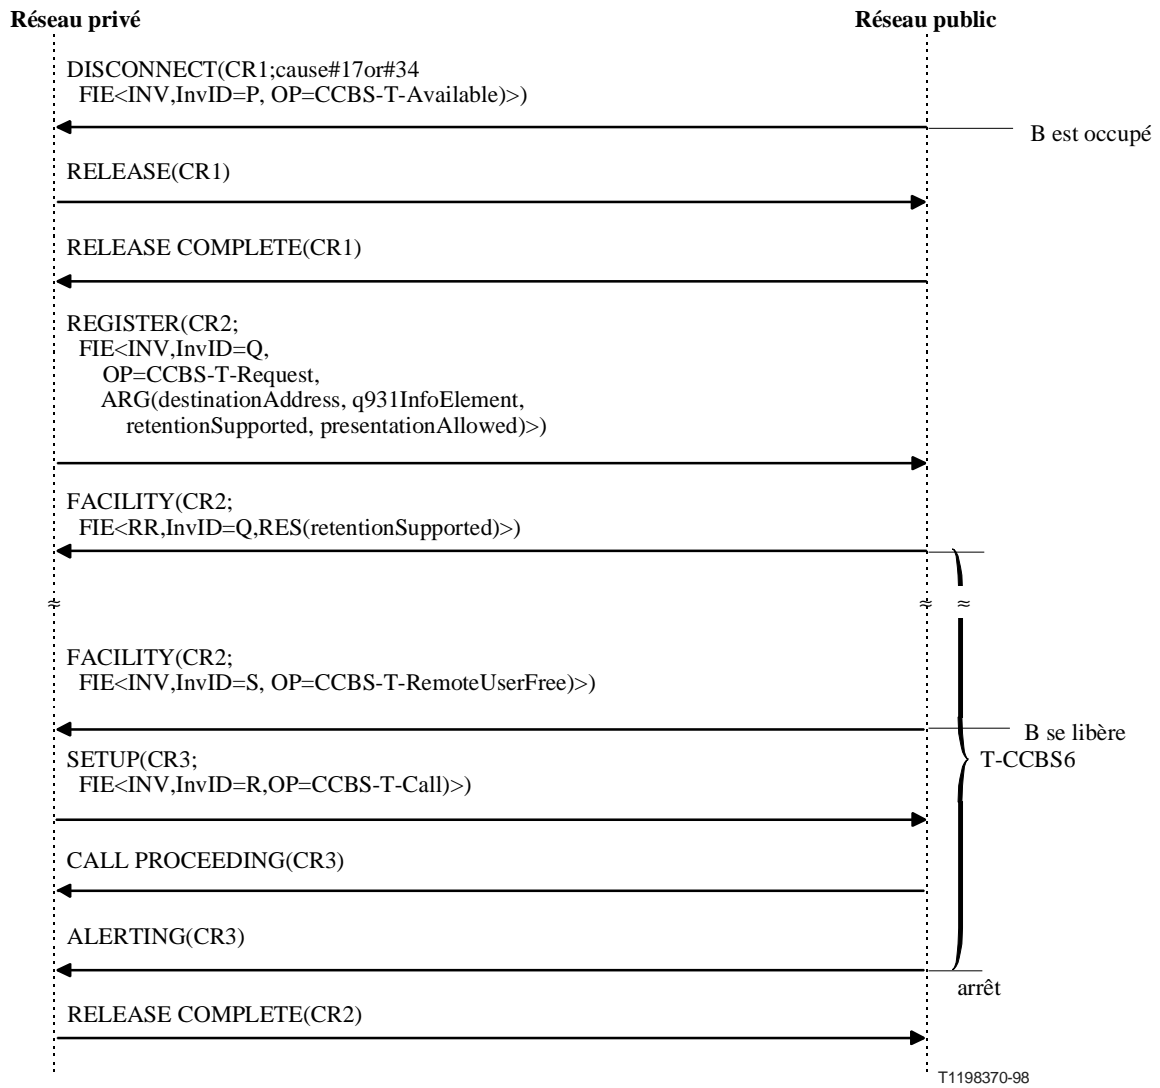 Réseau privé
Réseau public
DISCONNECT(CR1;cause#17or#34
FIE<INV,InvID=P, OP=CCBS-T-Available)>)
B est occupé
RELEASE(CR1)
RELEASE COMPLETE(CR1)
REGISTER(CR2;
FIE<INV,InvID=Q,
OP=CCBS-T-Request,
ARG(destinationAddress, q931InfoElement,
retentionSupported, presentationAllowed)>)
FACILITY(CR2;
FIE<RR,InvID=Q,RES(retentionSupported)>)
≈ ≈ ≈
FACILITY(CR2;
FIE<INV,InvID=S, OP=CCBS-T-RemoteUserFree)>)
B se libère
SETUP(CR3;
T-CCBS6
FIE<INV,InvID=R,OP=CCBS-T-Call)>)
CALL PROCEEDING(CR3)
ALERTING(CR3)
arrêt
RELEASE COMPLETE(CR2)
T1198370-98